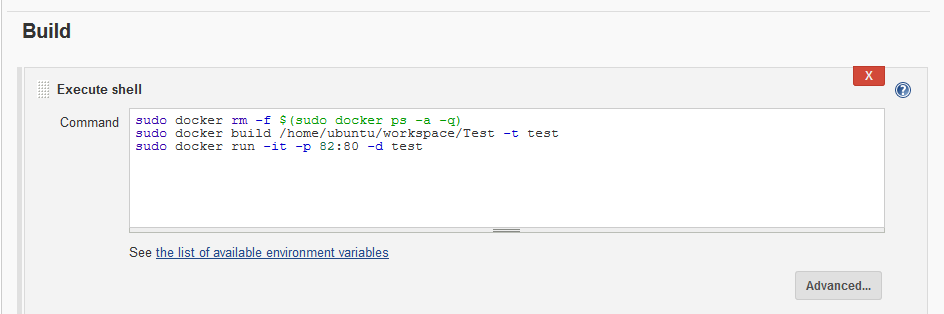 Build
X
Execute shell
?
Command
sudo docker rm -f $(sudo docker ps -a -q)
sudo docker build /home/ubuntu/workspace/Test -t test
sudo docker run -it -p 82:80 -d test
See the list of available environment variables
Advanced...